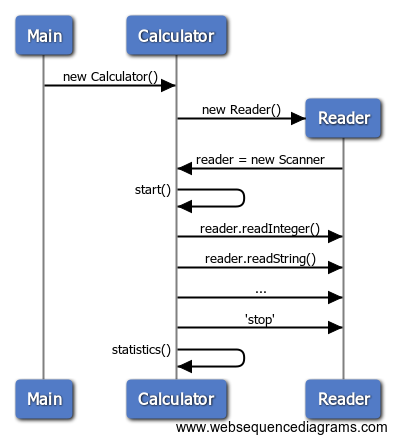 Main
Calculator
new Calculator()
new Reader()
Reader
reader = new Scanner
start()
reader.readInteger()
reader.readString()
...
'stop'
statistics()
Main
Calculator
Reader
www.websequencediagrams.com